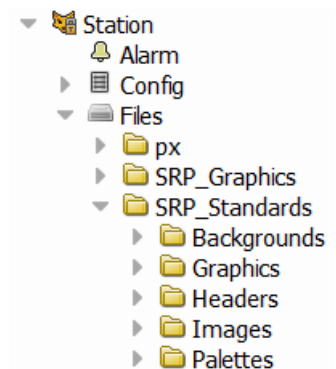 Station
Alarm
Config
Files
px
SRP_Graphics
SRP_Standards
Backgrounds
Graphics
Headers
Images
Palettes